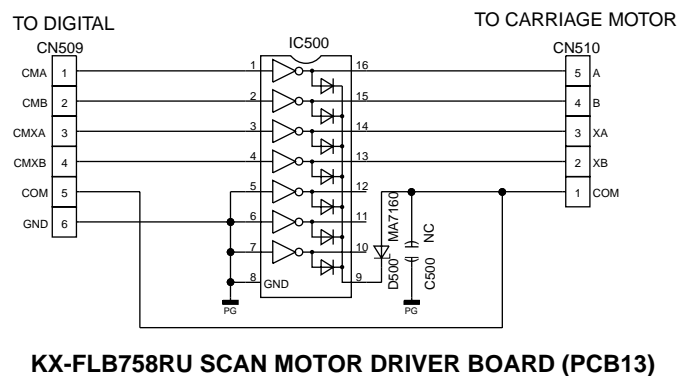 TO DIGITAL
TO CARRIAGE MOTOR
CN509
IC500
CN510
CMA 1 1 16 5 A
CMB 2 2 15 4 B
CMXA 3 3 14 3 XA
CMXB 4 4 13 2 XB
COM 5 5 12 1 COM
GND 6 6 11
7 10
8 GND 9
D500 MA7160
C500 NC
PG
PG
KX-FLB758RU SCAN MOTOR DRIVER BOARD (PCB13)